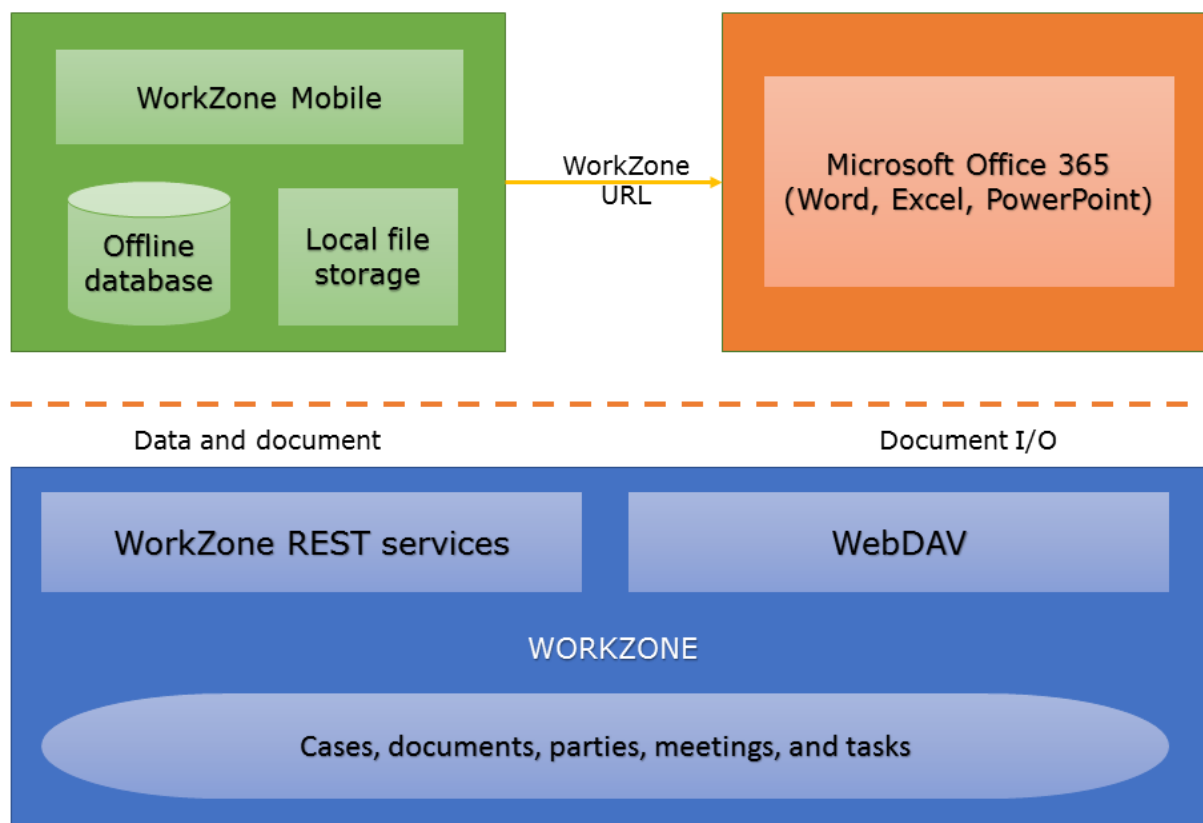 WorkZone Mobile
Offline
database
Local file
storage
WorkZone
URL
Microsoft Office 365
(Word, Excel, PowerPoint)
Data and document
Document I/O
WorkZone REST services
WebDAV
WORKZONE
Cases, documents, parties, meetings, and tasks